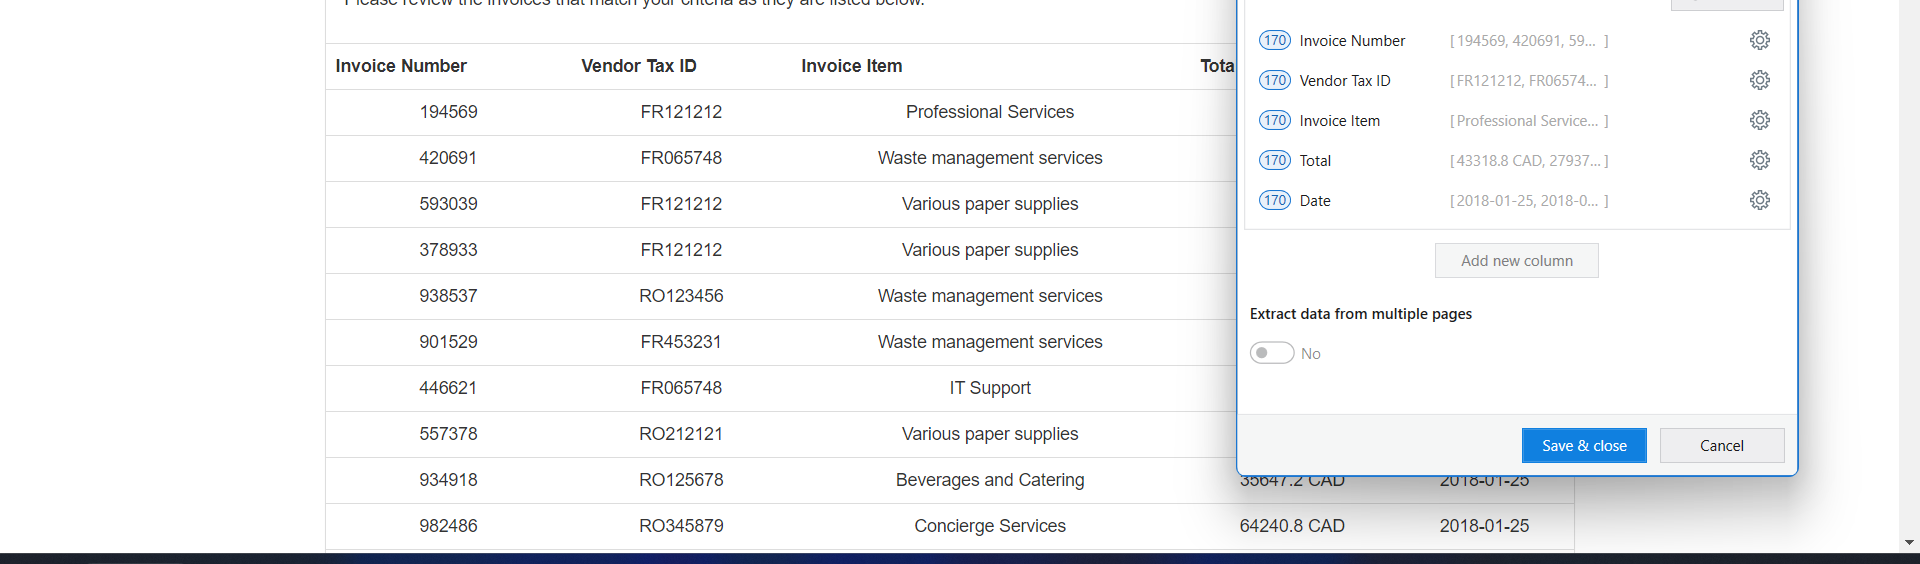 Please review the invoices that match your criteria as they are listed below.
Invoice Number Vendor Tax ID Invoice Item Tota
194569 FR121212 Professional Services
420691 FR065748 Waste management services
593039 FR121212 Various paper supplies
378933 FR121212 Various paper supplies
938537 RO123456 Waste management services
901529 FR453231 Waste management services
446621 FR065748 IT Support
557378 RO212121 Various paper supplies
934918 RO125678 Beverages and Catering 35647.2 CAD 2018-01-25
982486 RO345879 Concierge Services 64240.8 CAD 2018-01-25
170 Invoice Number [ 194569, 420691, 59... ]
170 Vendor Tax ID [ FR121212, FR06574... ]
170 Invoice Item [ Professional Service... ]
170 Total [ 43318.8 CAD, 27937... ]
170 Date [ 2018-01-25, 2018-0... ]
Add new column
Extract data from multiple pages
No
Save & close Cancel